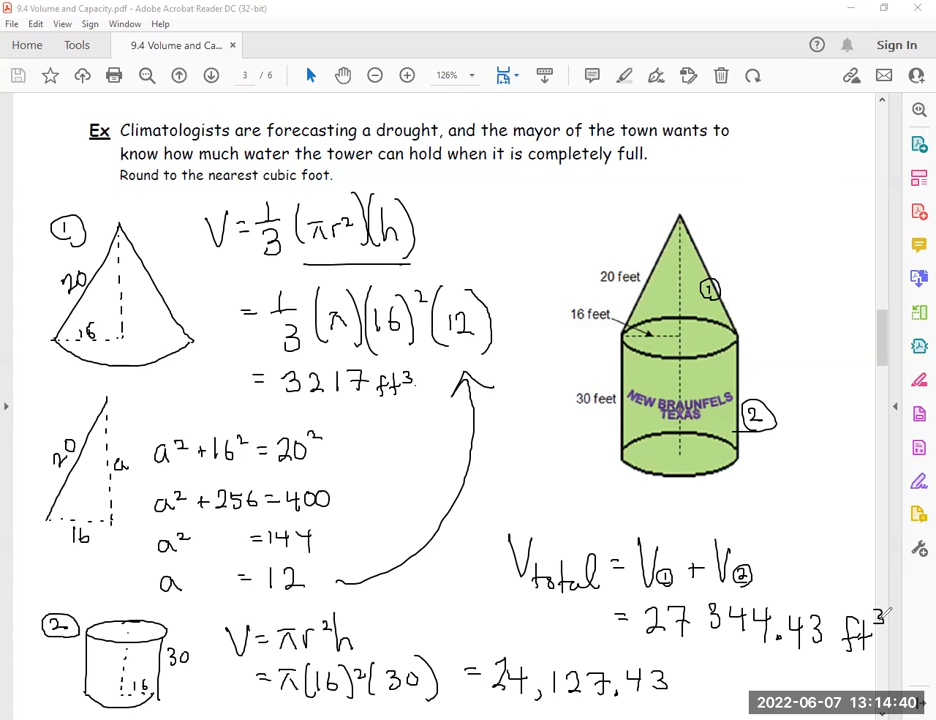 9.4 Volume and Capacity.pdf - Adobe Acrobat Reader DC (32-bit)
File Edit View Sign Window Help
Home Tools 9.4 Volume and Ca... × Sign In
3 / 6 126%
Ex Climatologists are forecasting a drought, and the mayor of the town wants to
know how much water the tower can hold when it is completely full.
Round to the nearest cubic foot.
① V = 1/3 (πr²)(h)
20
16
= 1/3 (π)(16)²(12)
= 3217 ft³.
20 feet
①
16 feet
30 feet
NEW BRAUNFELS
TEXAS
②
20
a
16
a² + 16² = 20²
a² + 256 = 400
a² = 144
a = 12
V total = V① + V②
= 27 344.43 ft³
② 30
16
V = πr²h
= π(16)²(30) = 24,127.43
2022-06-07 13:14:40